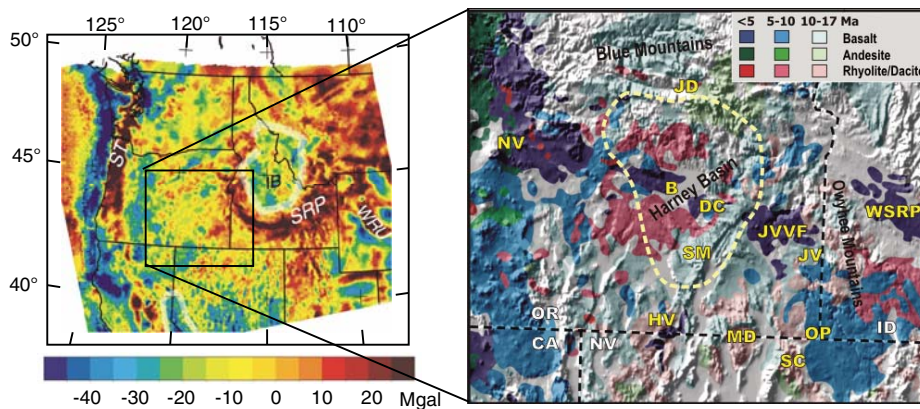 125° 120° 115° 110°
50°
45°
40°
ST
IB
SRP
WRU
-40 -30 -20 -10 0 10 20 Mgal
<5 5-10 10-17 Ma
Basalt
Andesite
Rhyolite/Dacite
Blue Mountains
JD
NV
B
Harney Basin
DC
WSRP
JVVF
SM
JV
Owyhee Mountains
OR
HV
MD
OP
ID
CA
NV
SC